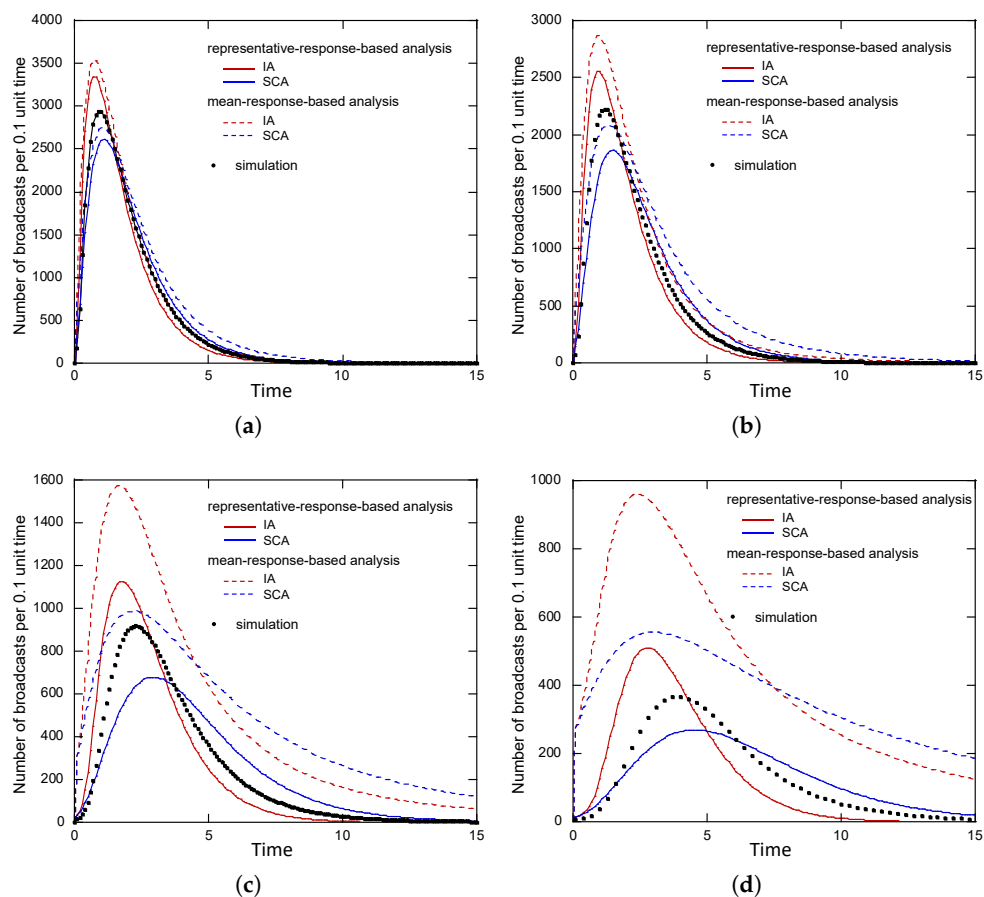 4000
3500
3000
2500
2000
1500
1000
500
0
Number of broadcasts per 0.1 unit time
representative-response-based analysis
IA
SCA
mean-response-based analysis
IA
SCA
simulation
0
5
10
15
Time
(a)
3000
2500
2000
1500
1000
500
0
Number of broadcasts per 0.1 unit time
representative-response-based analysis
IA
SCA
mean-response-based analysis
IA
SCA
simulation
0
5
10
15
Time
(b)
1600
1400
1200
1000
800
600
400
200
0
Number of broadcasts per 0.1 unit time
representative-response-based analysis
IA
SCA
mean-response-based analysis
IA
SCA
simulation
0
5
10
15
Time
(c)
1000
800
600
400
200
0
Number of broadcasts per 0.1 unit time
representative-response-based analysis
IA
SCA
mean-response-based analysis
IA
SCA
simulation
0
5
10
15
Time
(d)